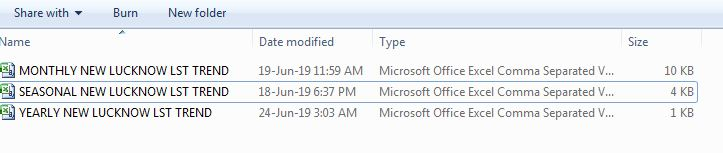 Share with Burn New folder
Name Date modified Type Size
MONTHLY NEW LUCKNOW LST TREND 19-Jun-19 11:59 AM Microsoft Office Excel Comma Separated V... 10 KB
SEASONAL NEW LUCKNOW LST TREND 18-Jun-19 6:37 PM Microsoft Office Excel Comma Separated V... 4 KB
YEARLY NEW LUCKNOW LST TREND 24-Jun-19 3:03 AM Microsoft Office Excel Comma Separated V... 1 KB